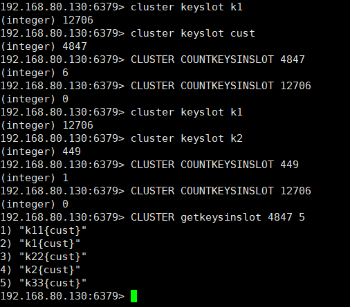 192.168.80.130:6379> cluster keyslot k1
(integer) 12706
192.168.80.130:6379> cluster keyslot cust
(integer) 4847
192.168.80.130:6379> CLUSTER COUNTKEYSINSLOT 4847
(integer) 6
192.168.80.130:6379> CLUSTER COUNTKEYSINSLOT 12706
(integer) 0
192.168.80.130:6379> cluster keyslot k1
(integer) 12706
192.168.80.130:6379> cluster keyslot k2
(integer) 449
192.168.80.130:6379> CLUSTER COUNTKEYSINSLOT 449
(integer) 1
192.168.80.130:6379> CLUSTER COUNTKEYSINSLOT 12706
(integer) 0
192.168.80.130:6379> CLUSTER getkeysinslot 4847 5
1) "k11{cust}"
2) "k1{cust}"
3) "k22{cust}"
4) "k2{cust}"
5) "k33{cust}"
192.168.80.130:6379>